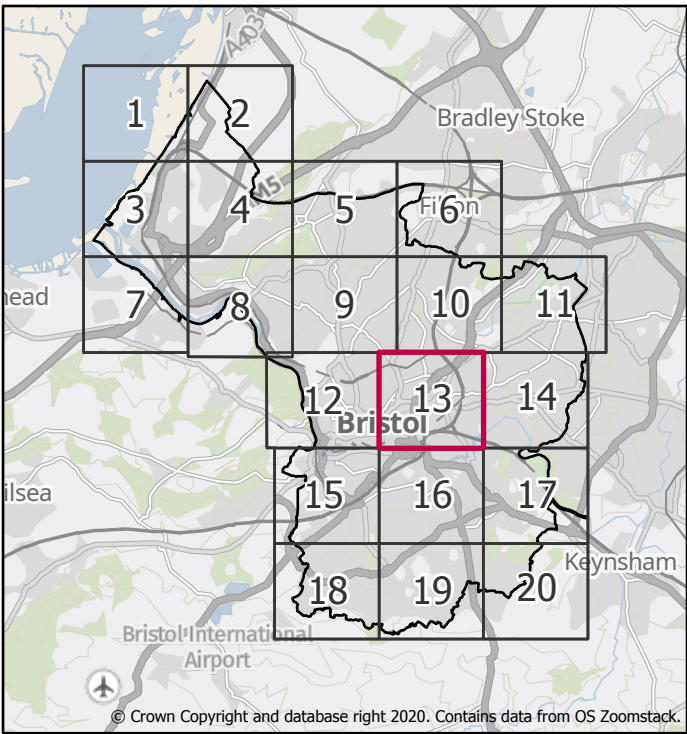 A403
1
2
Bradley Stoke
M5
3
4
5
Filton
6
ead
7
8
9
10
11
12
13
14
Bristol
ilsea
15
16
17
Keynsham
18
19
20
Bristol International
Airport
© Crown Copyright and database right 2020. Contains data from OS Zoomstack.